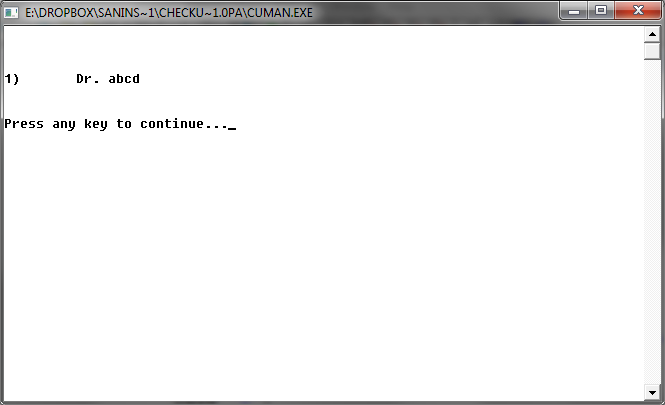 E:\DROPBOX\SANINS~1\CHECKU~1.0PA\CUMAN.EXE
1) Dr. abcd
Press any key to continue..._